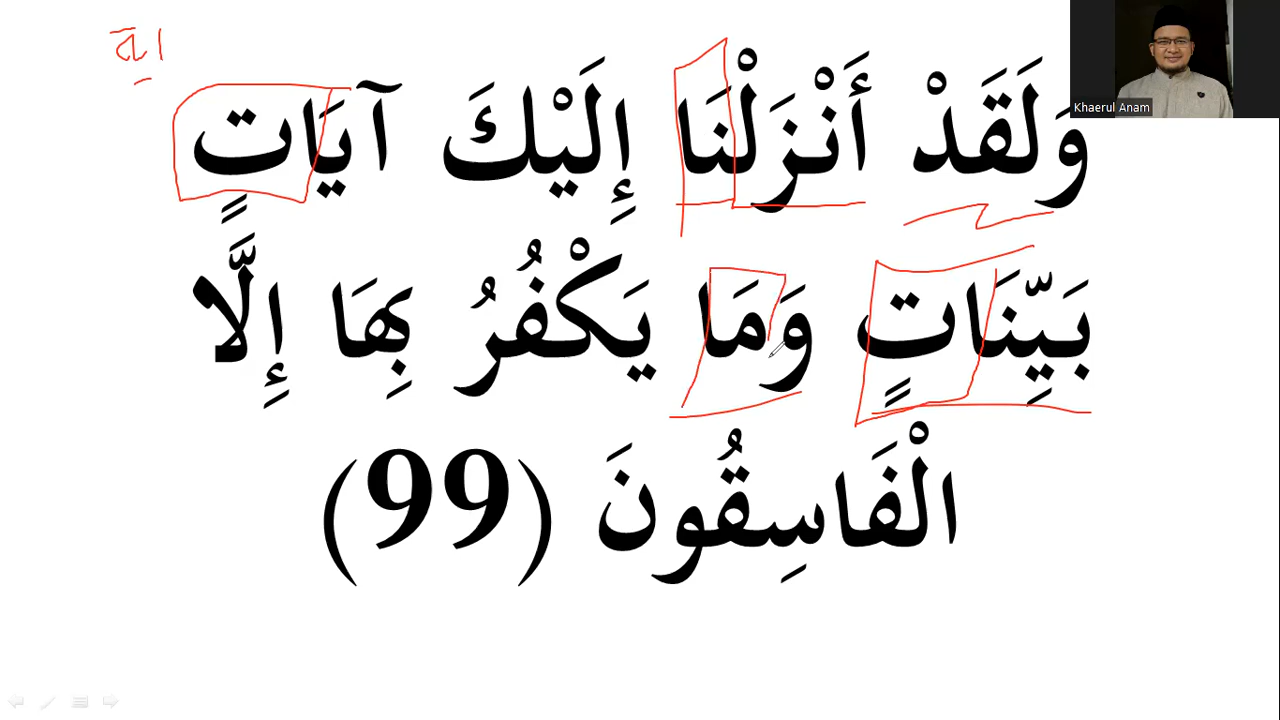 Khaerul Anam
وَلَقَدْ أَنْزَلْنَا إِلَيْكَ آيَاتٍ
بَيِّنَاتٍ وَمَا يَكْفُرُ بِهَا إِلَّا
الْفَاسِقُونَ (99)